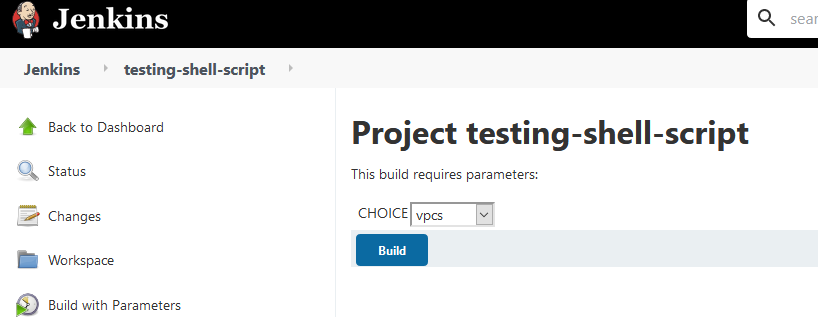 Jenkins
sear
Jenkins
testing-shell-script
Back to Dashboard
Status
Changes
Workspace
Build with Parameters
Project testing-shell-script
This build requires parameters:
CHOICE vpcs
Build